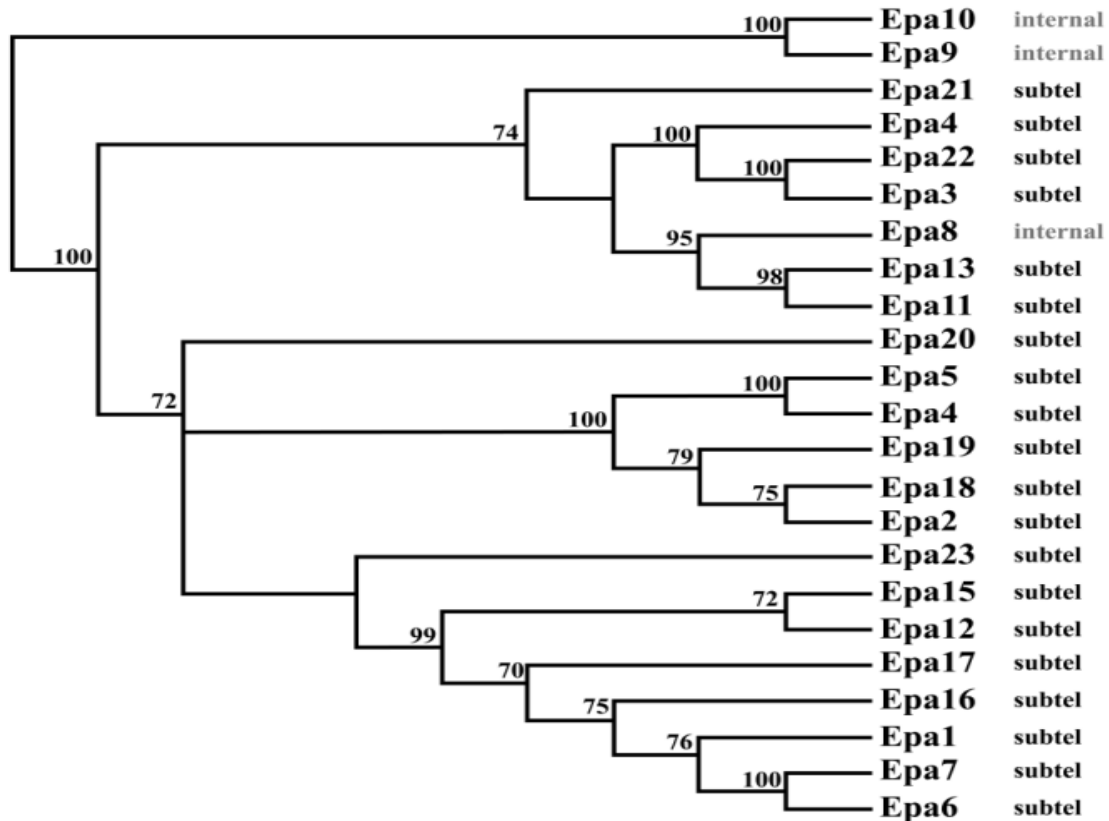 100 Epa10 internal
Epa9 internal
Epa21 subtel
74 100 Epa4 subtel
100 Epa22 subtel
Epa3 subtel
95 Epa8 internal
100 98 Epa13 subtel
Epa11 subtel
Epa20 subtel
100 Epa5 subtel
72 100 Epa4 subtel
79 Epa19 subtel
75 Epa18 subtel
Epa2 subtel
Epa23 subtel
72 Epa15 subtel
99 Epa12 subtel
70 Epa17 subtel
75 Epa16 subtel
76 Epa1 subtel
100 Epa7 subtel
Epa6 subtel